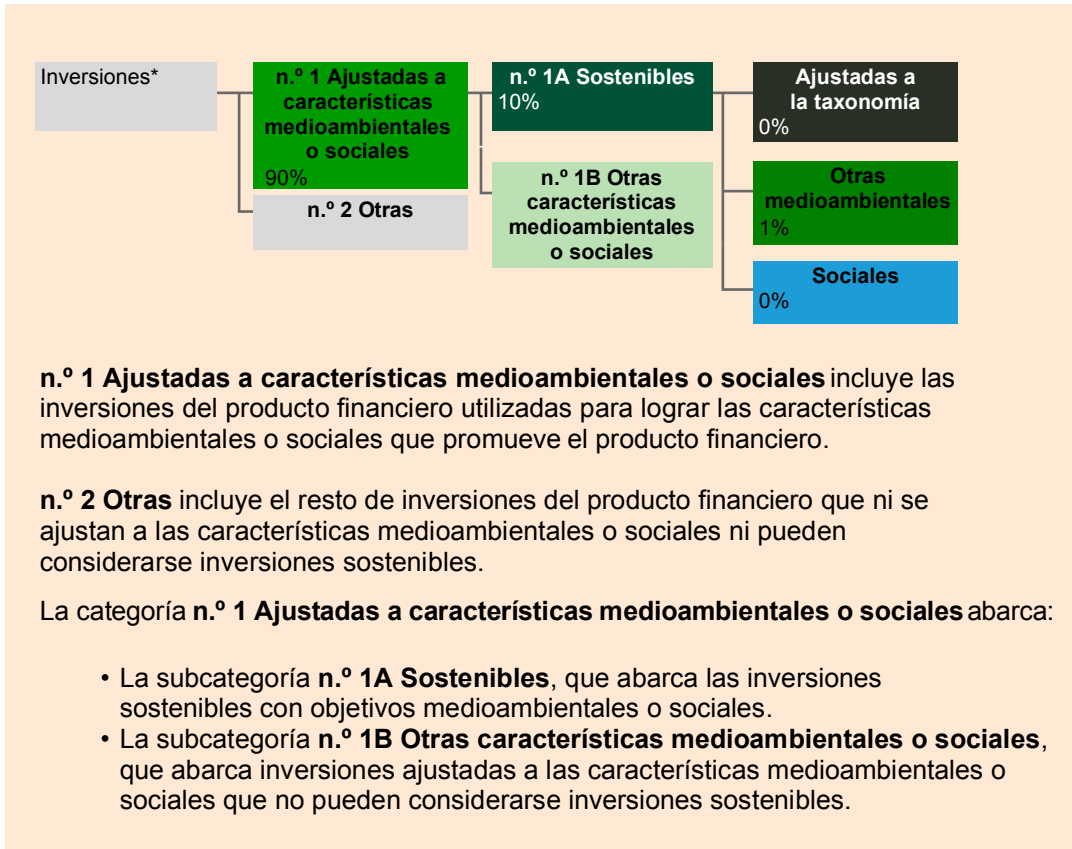 Inversiones*
n.º 1 Ajustadas a
características
medioambientales
o sociales
90%
n.º 2 Otras
n.º 1A Sostenibles
10%
n.º 1B Otras
características
medioambientales
o sociales
Ajustadas a
la taxonomía
0%
Otras
medioambientales
1%
Sociales
0%
n.º 1 Ajustadas a características medioambientales o sociales incluye las
inversiones del producto financiero utilizadas para lograr las características
medioambientales o sociales que promueve el producto financiero.
n.º 2 Otras incluye el resto de inversiones del producto financiero que ni se
ajustan a las características medioambientales o sociales ni pueden
considerarse inversiones sostenibles.
La categoría n.º 1 Ajustadas a características medioambientales o sociales abarca:
• La subcategoría n.º 1A Sostenibles, que abarca las inversiones
sostenibles con objetivos medioambientales o sociales.
• La subcategoría n.º 1B Otras características medioambientales o sociales,
que abarca inversiones ajustadas a las características medioambientales o
sociales que no pueden considerarse inversiones sostenibles.